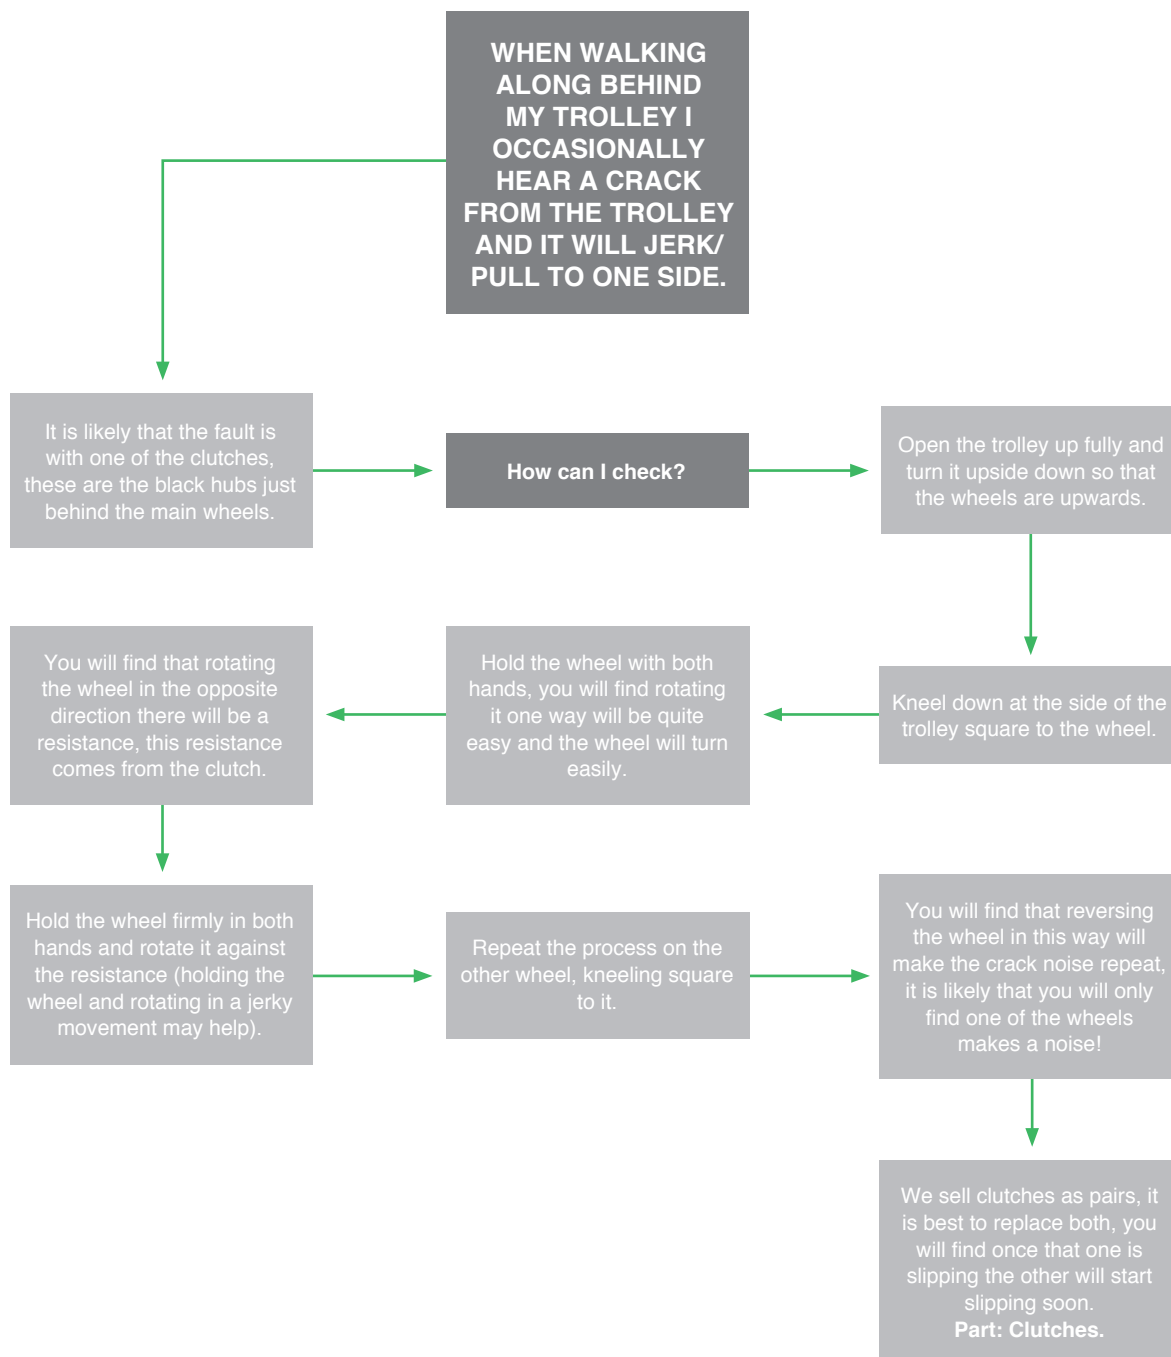 WHEN WALKING
ALONG BEHIND
MY TROLLEY I
OCCASIONALLY
HEAR A CRACK
FROM THE TROLLEY
AND IT WILL JERK/
PULL TO ONE SIDE.
It is likely that the fault is
with one of the clutches,
these are the black hubs just
behind the main wheels.
How can I check?
Open the trolley up fully and
turn it upside down so that
the wheels are upwards.
Kneel down at the side of the
trolley square to the wheel.
Hold the wheel with both
hands, you will find rotating
it one way will be quite
easy and the wheel will turn
easily.
You will find that rotating
the wheel in the opposite
direction there will be a
resistance, this resistance
comes from the clutch.
Hold the wheel firmly in both
hands and rotate it against
the resistance (holding the
wheel and rotating in a jerky
movement may help).
Repeat the process on the
other wheel, kneeling square
to it.
You will find that reversing
the wheel in this way will
make the crack noise repeat,
it is likely that you will only
find one of the wheels
makes a noise!
We sell clutches as pairs, it
is best to replace both, you
will find once that one is
slipping the other will start
slipping soon.
Part: Clutches.